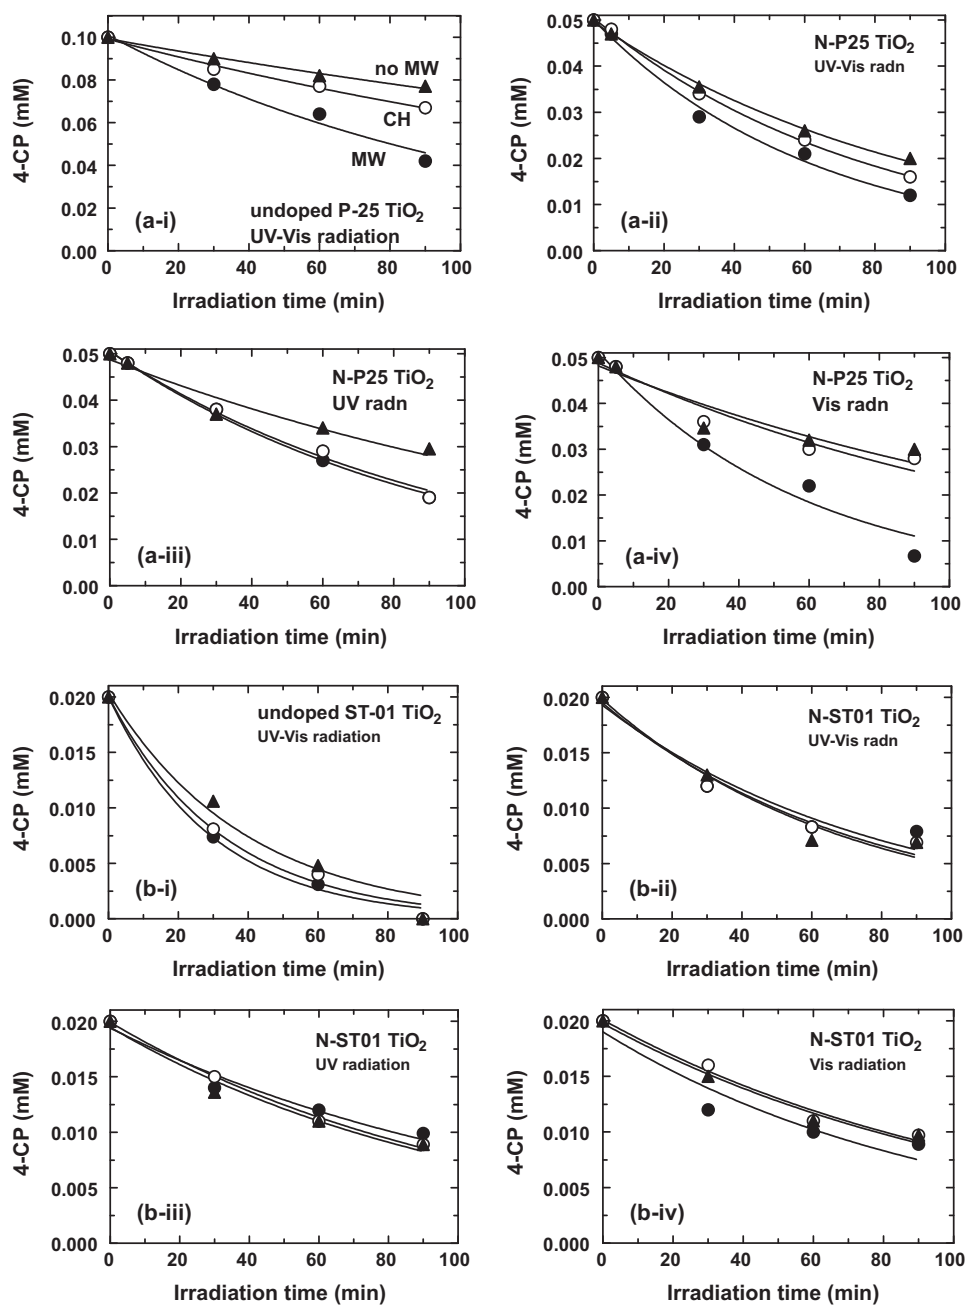 0.10
0.08
0.06
0.04
0.02
0.00
4-CP (mM)
no MW
CH
MW
(a-i)
undoped P-25 TiO2
UV-Vis radiation
0 20 40 60 80 100
Irradiation time (min)
0.05
0.04
0.03
0.02
0.01
0.00
4-CP (mM)
N-P25 TiO2
UV-Vis radn
(a-ii)
0 20 40 60 80 100
Irradiation time (min)
0.05
0.04
0.03
0.02
0.01
0.00
4-CP (mM)
N-P25 TiO2
UV radn
(a-iii)
0 20 40 60 80 100
Irradiation time (min)
0.05
0.04
0.03
0.02
0.01
0.00
4-CP (mM)
N-P25 TiO2
Vis radn
(a-iv)
0 20 40 60 80 100
Irradiation time (min)
0.020
0.015
0.010
0.005
0.000
4-CP (mM)
undoped ST-01 TiO2
UV-Vis radiation
(b-i)
0 20 40 60 80 100
Irradiation time (min)
0.020
0.015
0.010
0.005
0.000
4-CP (mM)
N-ST01 TiO2
UV-Vis radn
(b-ii)
0 20 40 60 80 100
Irradiation time (min)
0.020
0.015
0.010
0.005
0.000
4-CP (mM)
N-ST01 TiO2
UV radiation
(b-iii)
0 20 40 60 80 100
Irradiation time (min)
0.020
0.015
0.010
0.005
0.000
4-CP (mM)
N-ST01 TiO2
Vis radiation
(b-iv)
0 20 40 60 80 100
Irradiation time (min)